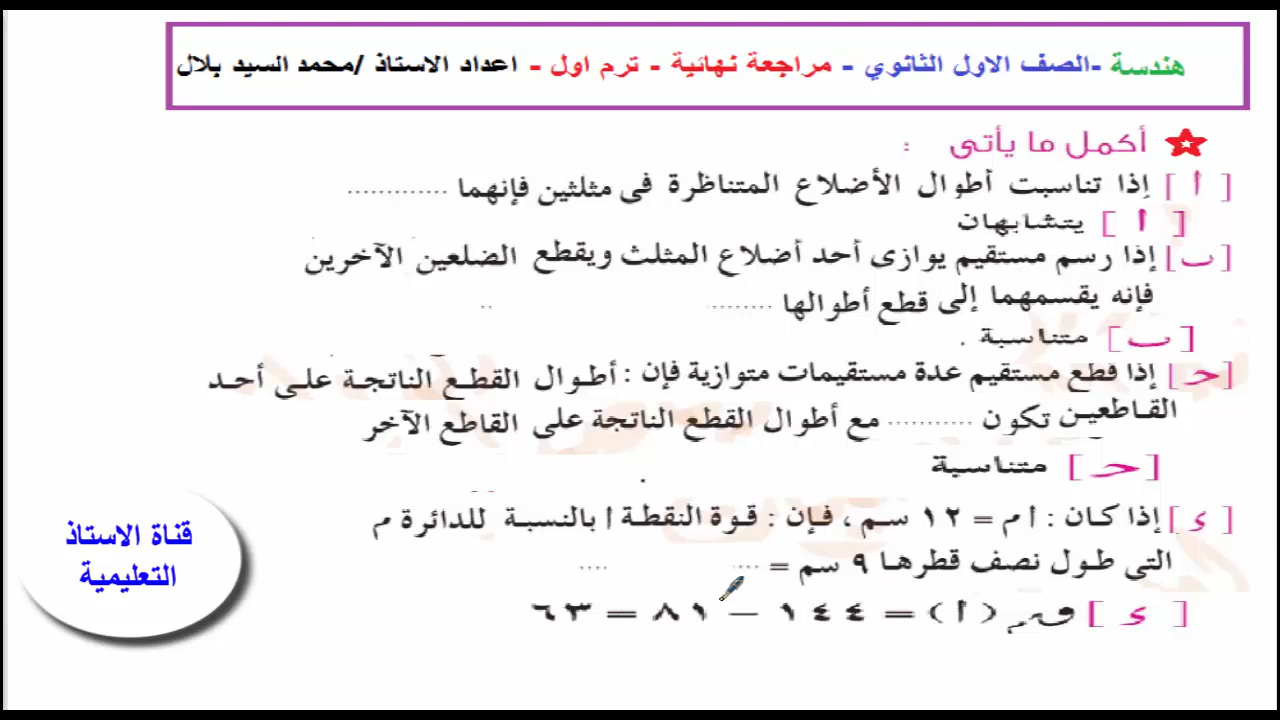 هندسة -الصف الاول الثانوي - مراجعة نهائية - ترم اول - اعداد الاستاذ /محمد السيد بلال
أكمل ما يأتى :
[ أ ] إذا تناسبت أطوال الأضلاع المتناظرة فى مثلثين فإنهما .............
[ أ ] يتشابهان
[ب] إذا رسم مستقيم يوازى أحد أضلاع المثلث ويقطع الضلعين الآخرين
فإنه يقسمهما إلى قطع أطوالها .........
[ب] متناسبة .
[حـ] إذا قطع مستقيم عدة مستقيمات متوازية فإن : أطوال القطع الناتجة على أحد
القاطعين تكون ........... مع أطوال القطع الناتجة على القاطع الآخر
[حـ] متناسبة
[ء] إذا كان : أ م = ١٢ سم ، فإن : قوة النقطة أ بالنسبة للدائرة م
التى طول نصف قطرها ٩ سم = .... ....
[ ء ] قم (أ) = ١٤٤ – ٨١ = ٦٣
قناة الاستاذ
التعليمية